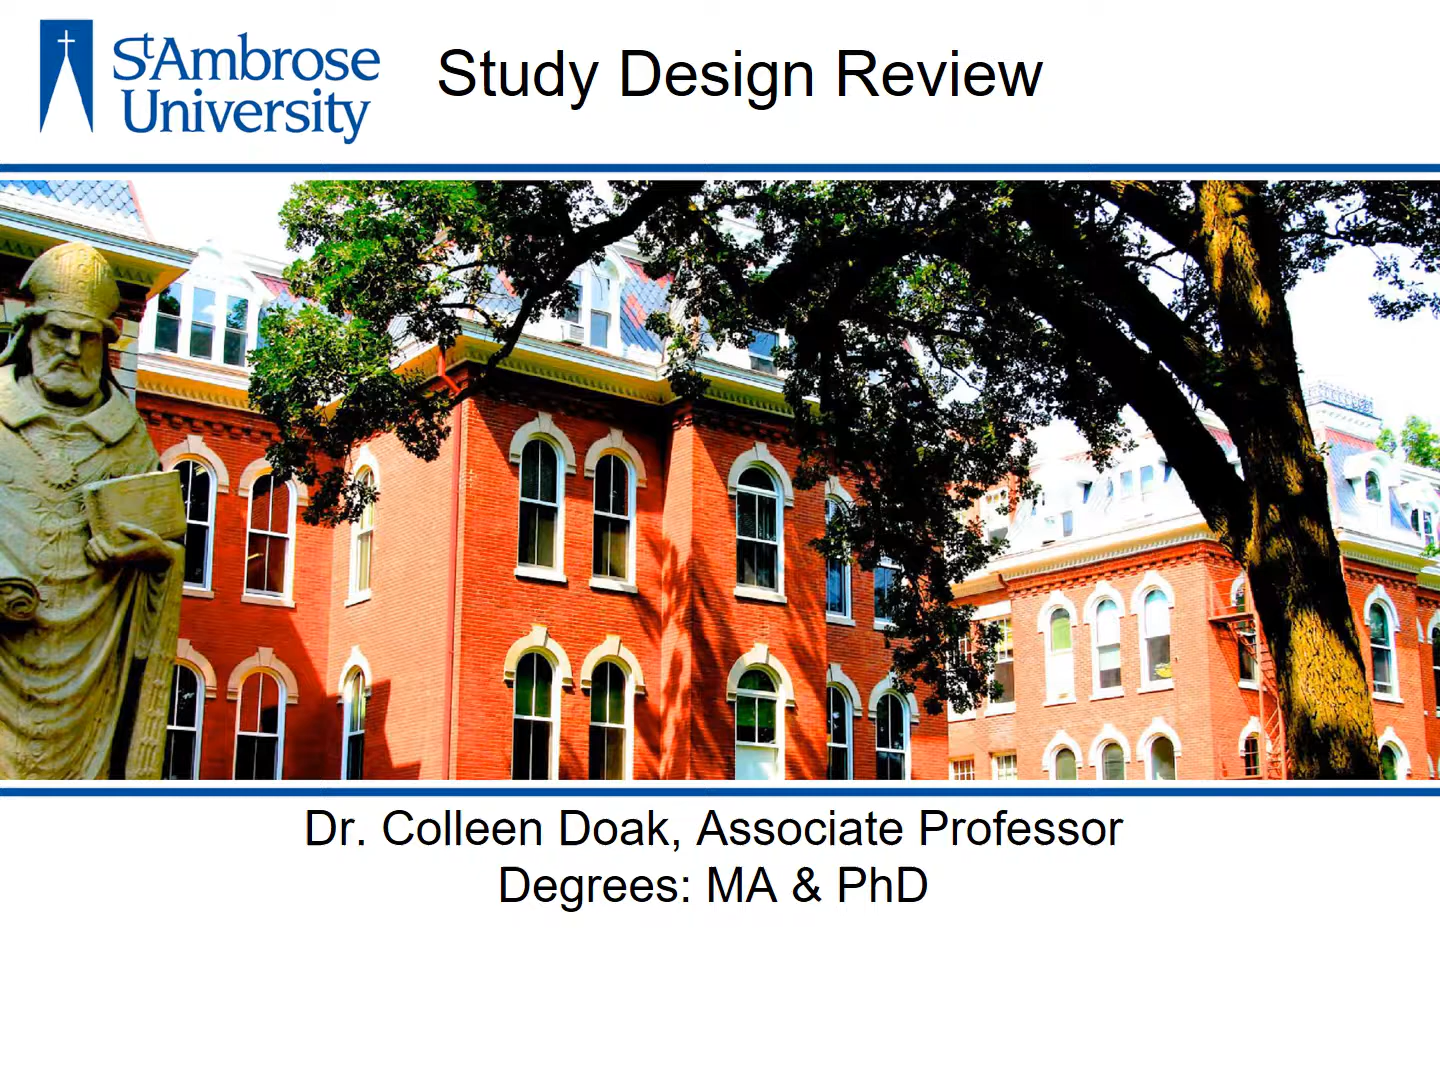 St Ambrose
University
Study Design Review
Dr. Colleen Doak, Associate Professor
Degrees: MA & PhD